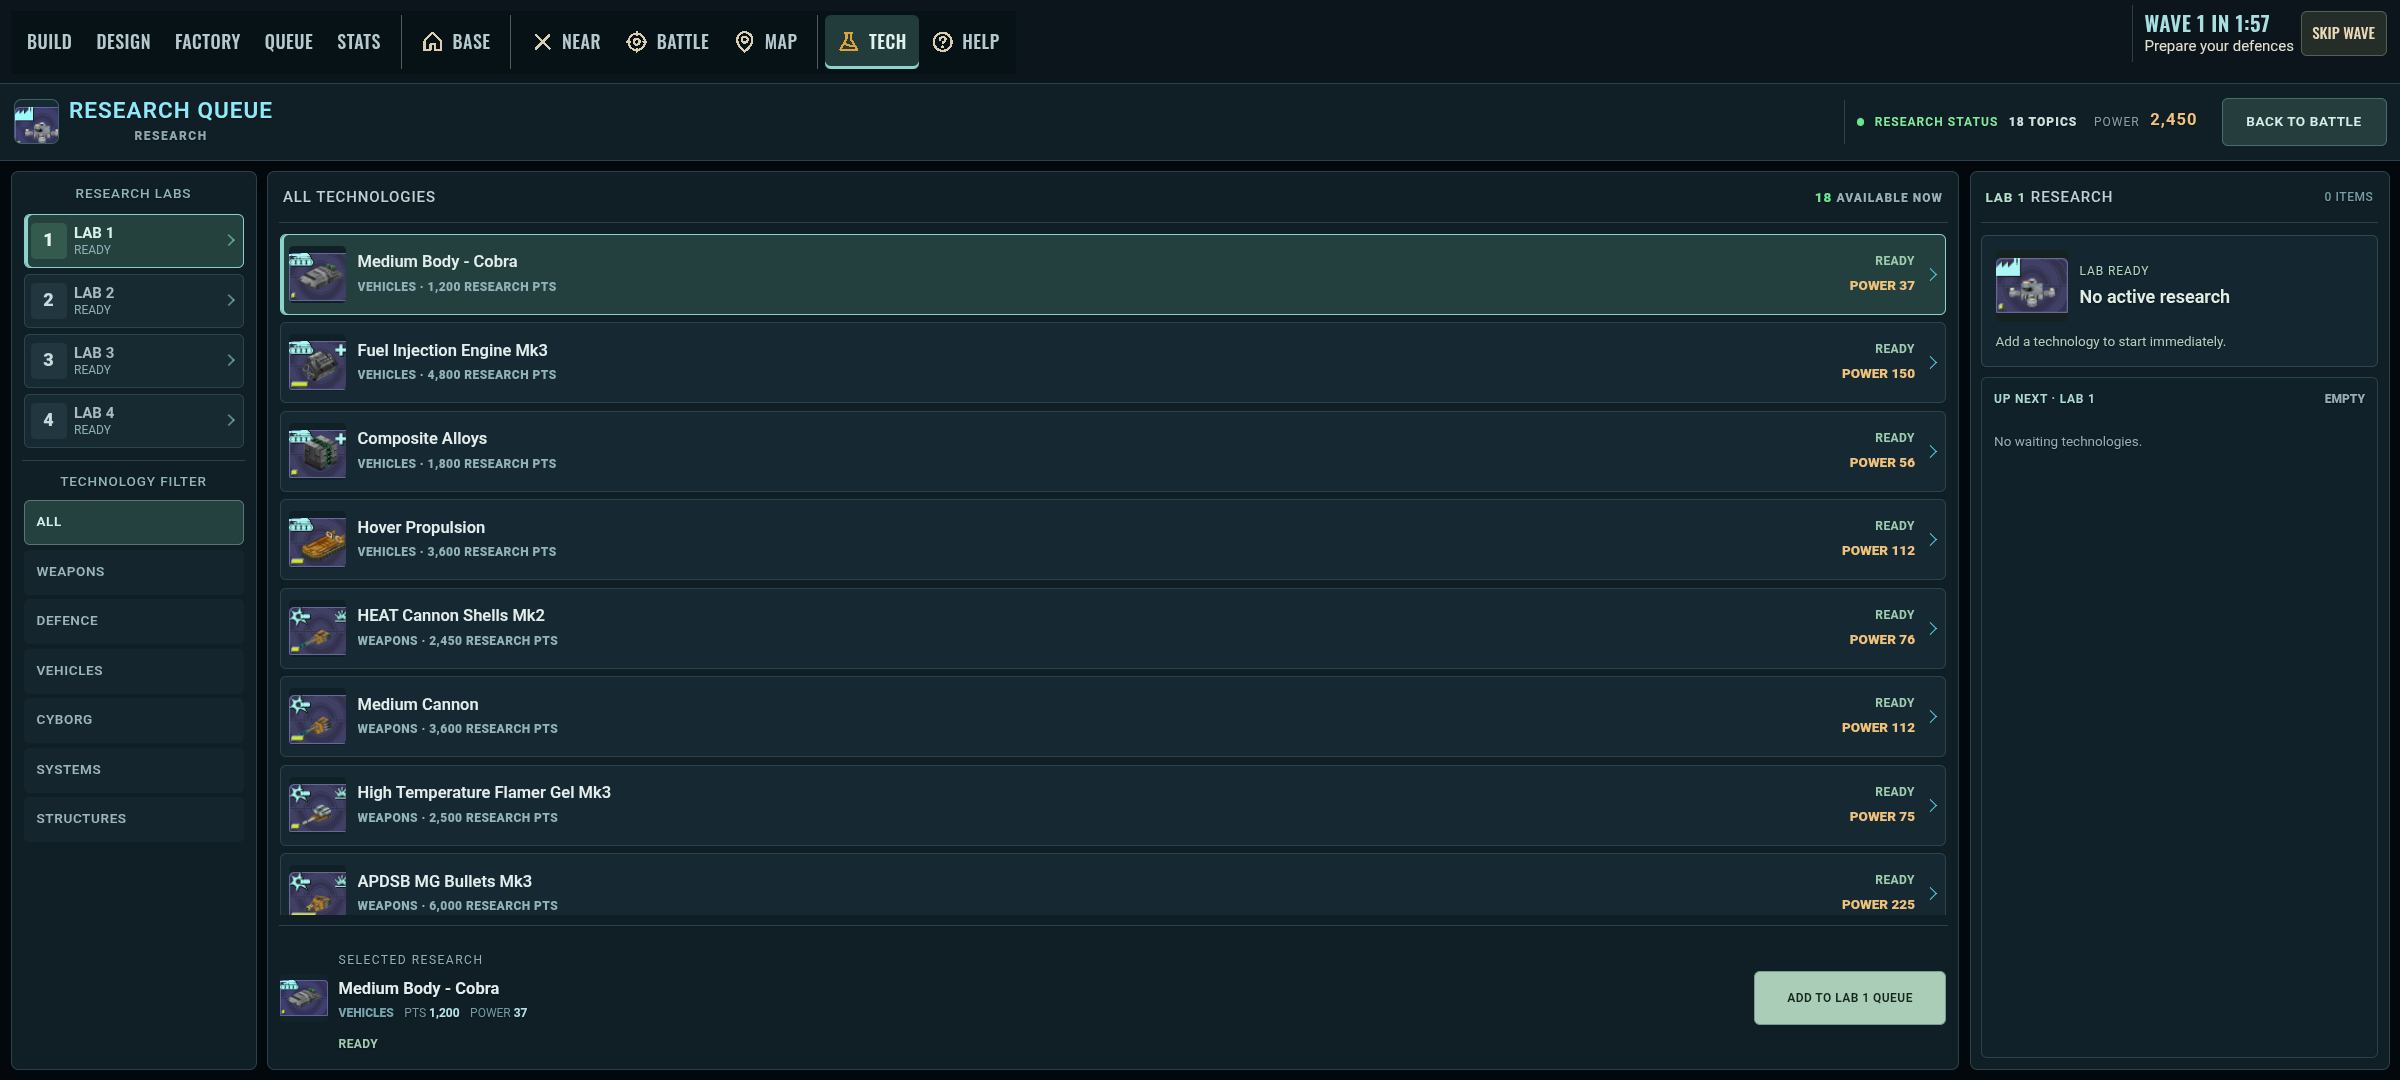 BUILD DESIGN FACTORY QUEUE STATS BASE NEAR BATTLE MAP TECH HELP
WAVE 1 IN 1:57
Prepare your defences
SKIP WAVE
RESEARCH QUEUE
RESEARCH
RESEARCH STATUS 18 TOPICS POWER 2,450
BACK TO BATTLE
RESEARCH LABS
1 LAB 1
READY
2 LAB 2
READY
3 LAB 3
READY
4 LAB 4
READY
TECHNOLOGY FILTER
ALL
WEAPONS
DEFENCE
VEHICLES
CYBORG
SYSTEMS
STRUCTURES
ALL TECHNOLOGIES
18 AVAILABLE NOW
Medium Body - Cobra
VEHICLES · 1,200 RESEARCH PTS
READY
POWER 37
Fuel Injection Engine Mk3
VEHICLES · 4,800 RESEARCH PTS
READY
POWER 150
Composite Alloys
VEHICLES · 1,800 RESEARCH PTS
READY
POWER 56
Hover Propulsion
VEHICLES · 3,600 RESEARCH PTS
READY
POWER 112
HEAT Cannon Shells Mk2
WEAPONS · 2,450 RESEARCH PTS
READY
POWER 76
Medium Cannon
WEAPONS · 3,600 RESEARCH PTS
READY
POWER 112
High Temperature Flamer Gel Mk3
WEAPONS · 2,500 RESEARCH PTS
READY
POWER 75
APDSB MG Bullets Mk3
WEAPONS · 6,000 RESEARCH PTS
READY
POWER 225
SELECTED RESEARCH
Medium Body - Cobra
VEHICLES PTS 1,200 POWER 37
READY
ADD TO LAB 1 QUEUE
LAB 1 RESEARCH
0 ITEMS
LAB READY
No active research
Add a technology to start immediately.
UP NEXT · LAB 1
EMPTY
No waiting technologies.